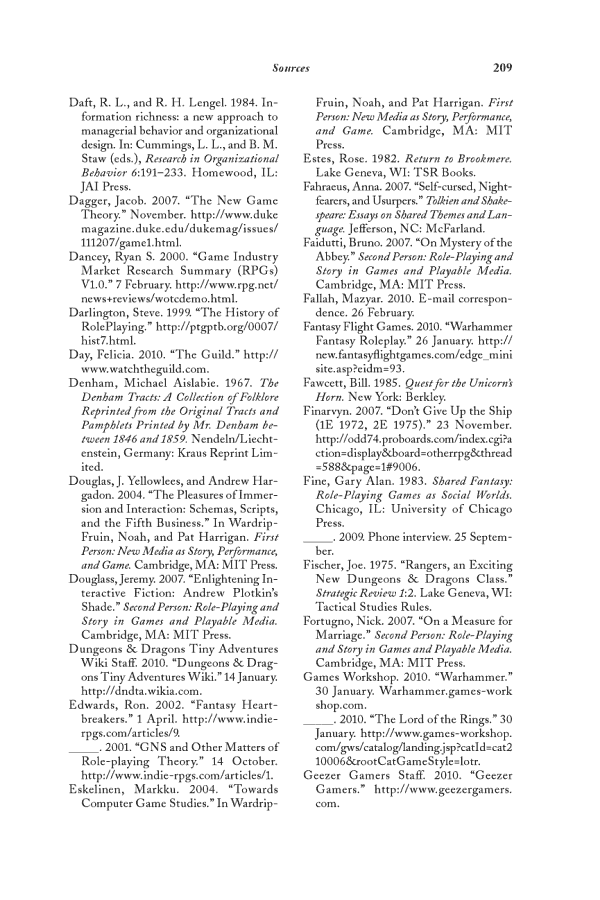 Sources 209
Daft, R. L., and R. H. Lengel. 1984. In-
formation richness: a new approach to
managerial behavior and organizational
design. In: Cummings, L. L., and B. M.
Staw (eds.), Research in Organizational
Behavior 6:191–233. Homewood, IL:
JAI Press.
Dagger, Jacob. 2007. “The New Game
Theory.” November. http://www.duke
magazine.duke.edu/dukemag/issues/
111207/game1.html.
Dancey, Ryan S. 2000. “Game Industry
Market Research Summary (RPGs)
V1.0.” 7 February. http://www.rpg.net/
news+reviews/wotcdemo.html.
Darlington, Steve. 1999. “The History of
RolePlaying.” http://ptgptb.org/0007/
hist7.html.
Day, Felicia. 2010. “The Guild.” http://
www.watchtheguild.com.
Denham, Michael Aislabie. 1967. The
Denham Tracts: A Collection of Folklore
Reprinted from the Original Tracts and
Pamphlets Printed by Mr. Denham be-
tween 1846 and 1859. Nendeln/Liecht-
enstein, Germany: Kraus Reprint Lim-
ited.
Douglas, J. Yellowlees, and Andrew Har-
gadon. 2004. “The Pleasures of Immer-
sion and Interaction: Schemas, Scripts,
and the Fifth Business.” In Wardrip-
Fruin, Noah, and Pat Harrigan. First
Person: New Media as Story, Performance,
and Game. Cambridge, MA: MIT Press.
Douglass, Jeremy. 2007. “Enlightening In-
teractive Fiction: Andrew Plotkin’s
Shade.” Second Person: Role-Playing and
Story in Games and Playable Media.
Cambridge, MA: MIT Press.
Dungeons & Dragons Tiny Adventures
Wiki Staff. 2010. “Dungeons & Drag-
ons Tiny Adventures Wiki.” 14 January.
http://dndta.wikia.com.
Edwards, Ron. 2002. “Fantasy Heart-
breakers.” 1 April. http://www.indie-
rpgs.com/articles/9.
_____. 2001. “GNS and Other Matters of
Role-playing Theory.” 14 October.
http://www.indie-rpgs.com/articles/1.
Eskelinen, Markku. 2004. “Towards
Computer Game Studies.” In Wardrip-
Fruin, Noah, and Pat Harrigan. First
Person: New Media as Story, Performance,
and Game. Cambridge, MA: MIT
Press.
Estes, Rose. 1982. Return to Brookmere.
Lake Geneva, WI: TSR Books.
Fahraeus, Anna. 2007. “Self-cursed, Night-
fearers, and Usurpers.” Tolkien and Shake-
speare: Essays on Shared Themes and Lan-
guage. Jefferson, NC: McFarland.
Faidutti, Bruno. 2007. “On Mystery of the
Abbey.” Second Person: Role-Playing and
Story in Games and Playable Media.
Cambridge, MA: MIT Press.
Fallah, Mazyar. 2010. E-mail correspon-
dence. 26 February.
Fantasy Flight Games. 2010. “Warhammer
Fantasy Roleplay.” 26 January. http://
new.fantasyflightgames.com/edge_mini
site.asp?eidm=93.
Fawcett, Bill. 1985. Quest for the Unicorn’s
Horn. New York: Berkley.
Finarvyn. 2007. “Don’t Give Up the Ship
(1E 1972, 2E 1975).” 23 November.
http://odd74.proboards.com/index.cgi?a
ction=display&board=otherrpg&thread
=588&page=1#9006.
Fine, Gary Alan. 1983. Shared Fantasy:
Role-Playing Games as Social Worlds.
Chicago, IL: University of Chicago
Press.
_____. 2009. Phone interview. 25 Septem-
ber.
Fischer, Joe. 1975. “Rangers, an Exciting
New Dungeons & Dragons Class.”
Strategic Review 1:2. Lake Geneva, WI:
Tactical Studies Rules.
Fortugno, Nick. 2007. “On a Measure for
Marriage.” Second Person: Role-Playing
and Story in Games and Playable Media.
Cambridge, MA: MIT Press.
Games Workshop. 2010. “Warhammer.”
30 January. Warhammer.games-work
shop.com.
_____. 2010. “The Lord of the Rings.” 30
January. http://www.games-workshop.
com/gws/catalog/landing.jsp?catId=cat2
10006&rootCatGameStyle=lotr.
Geezer Gamers Staff. 2010. “Geezer
Gamers.” http://www.geezergamers.
com.